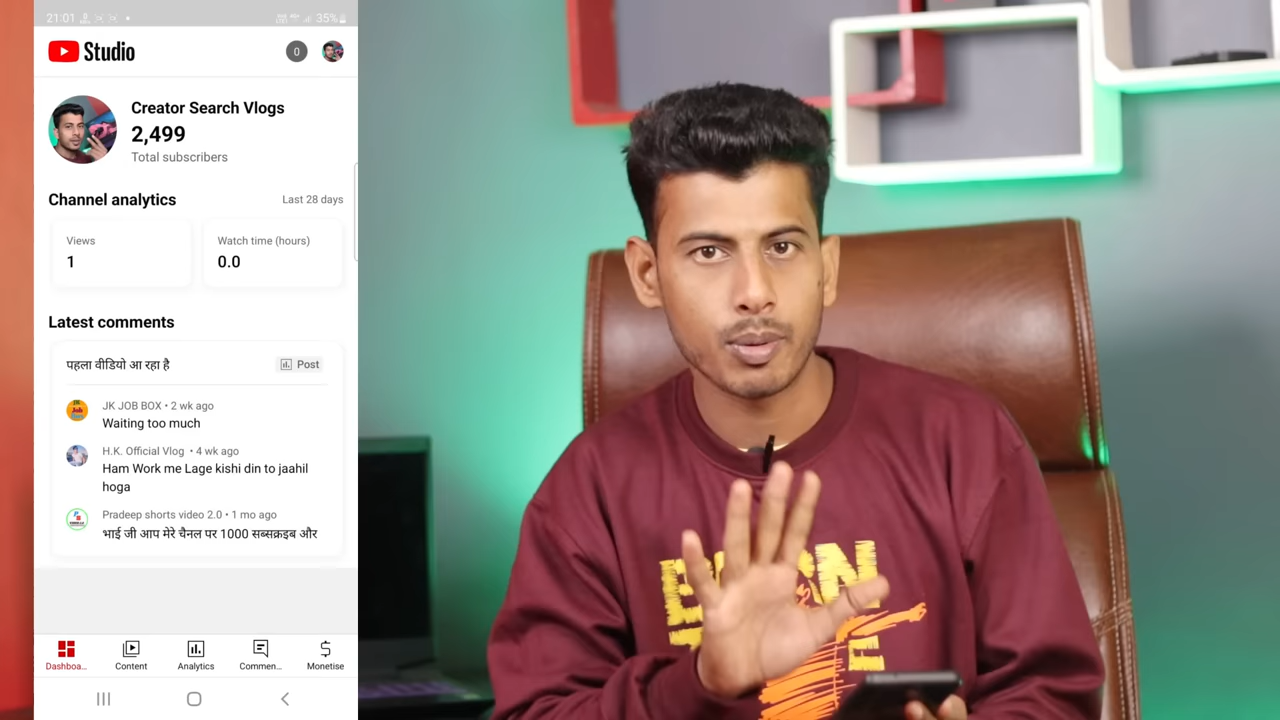 21:01
35%
Studio
0
Creator Search Vlogs
2,499
Total subscribers
Channel analytics
Last 28 days
Views
Watch time (hours)
1
0.0
Latest comments
पहला वीडियो आ रहा है
Post
JK JOB BOX • 2 wk ago
Waiting too much
H.K. Official Vlog • 4 wk ago
Ham Work me Lage kishi din to jaahil
hoga
Pradeep shorts video 2.0 • 1 mo ago
भाई जी आप मेरे चैनल पर 1000 सब्सक्रइब और
Dashboa...
Content
Analytics
Commen...
Monetise